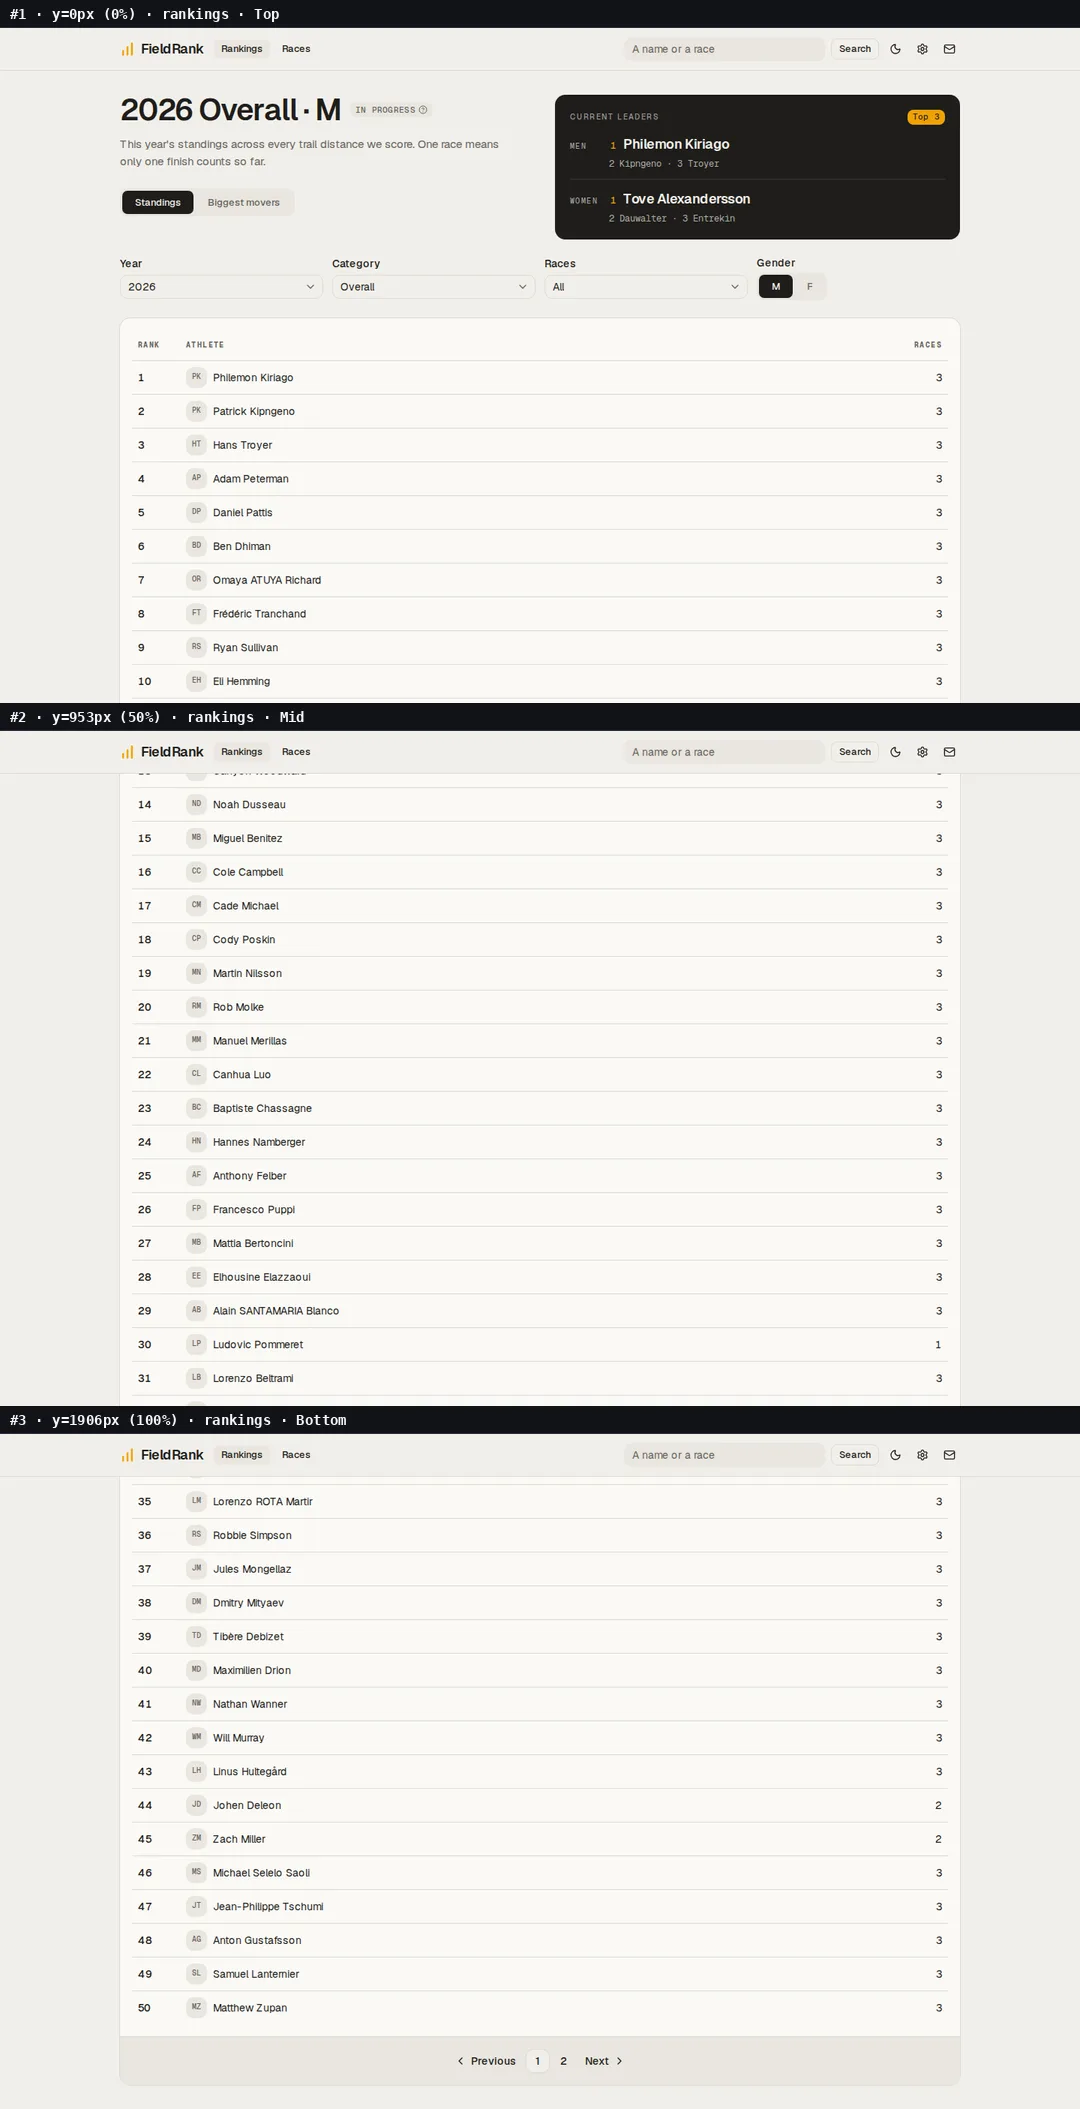 #1 · y=0px (0%) · rankings · Top
FieldRank Rankings Races A name or a race Search
2026 Overall · M IN PROGRESS
This year's standings across every trail distance we score. One race means
only one finish counts so far.
Standings Biggest movers
CURRENT LEADERS Top 3
MEN 1 Philemon Kiriago
2 Kipngeno · 3 Troyer
WOMEN 1 Tove Alexandersson
2 Dauwalter · 3 Entrekin
Year Category Races Gender
2026 Overall All M F
RANK ATHLETE RACES
1 PK Philemon Kiriago 3
2 PK Patrick Kipngeno 3
3 HT Hans Troyer 3
4 AP Adam Peterman 3
5 DP Daniel Pattis 3
6 BD Ben Dhiman 3
7 OR Omaya ATUYA Richard 3
8 FT Frédéric Tranchand 3
9 RS Ryan Sullivan 3
10 EH Eli Hemming 3
#2 · y=953px (50%) · rankings · Mid
FieldRank Rankings Races A name or a race Search
14 ND Noah Dusseau 3
15 MB Miguel Benitez 3
16 CC Cole Campbell 3
17 CM Cade Michael 3
18 CP Cody Poskin 3
19 MN Martin Nilsson 3
20 RM Rob Molke 3
21 MM Manuel Merillas 3
22 CL Canhua Luo 3
23 BC Baptiste Chassagne 3
24 HN Hannes Namberger 3
25 AF Anthony Felber 3
26 FP Francesco Puppi 3
27 MB Mattia Bertoncini 3
28 EE Elhousine Elazzaoui 3
29 AB Alain SANTAMARIA Blanco 3
30 LP Ludovic Pommeret 1
31 LB Lorenzo Beltrami 3
#3 · y=1906px (100%) · rankings · Bottom
FieldRank Rankings Races A name or a race Search
35 LM Lorenzo ROTA Martir 3
36 RS Robbie Simpson 3
37 JM Jules Mongellaz 3
38 DM Dmitry Mityaev 3
39 TD Tibère Debizet 3
40 MD Maximilien Drion 3
41 NW Nathan Wanner 3
42 WM Will Murray 3
43 LH Linus Hultegård 3
44 JD Johen Deleon 2
45 ZM Zach Miller 2
46 MS Michael Selelo Saoli 3
47 JT Jean-Philippe Tschumi 3
48 AG Anton Gustafsson 3
49 SL Samuel Lanternier 3
50 MZ Matthew Zupan 3
Previous 1 2 Next